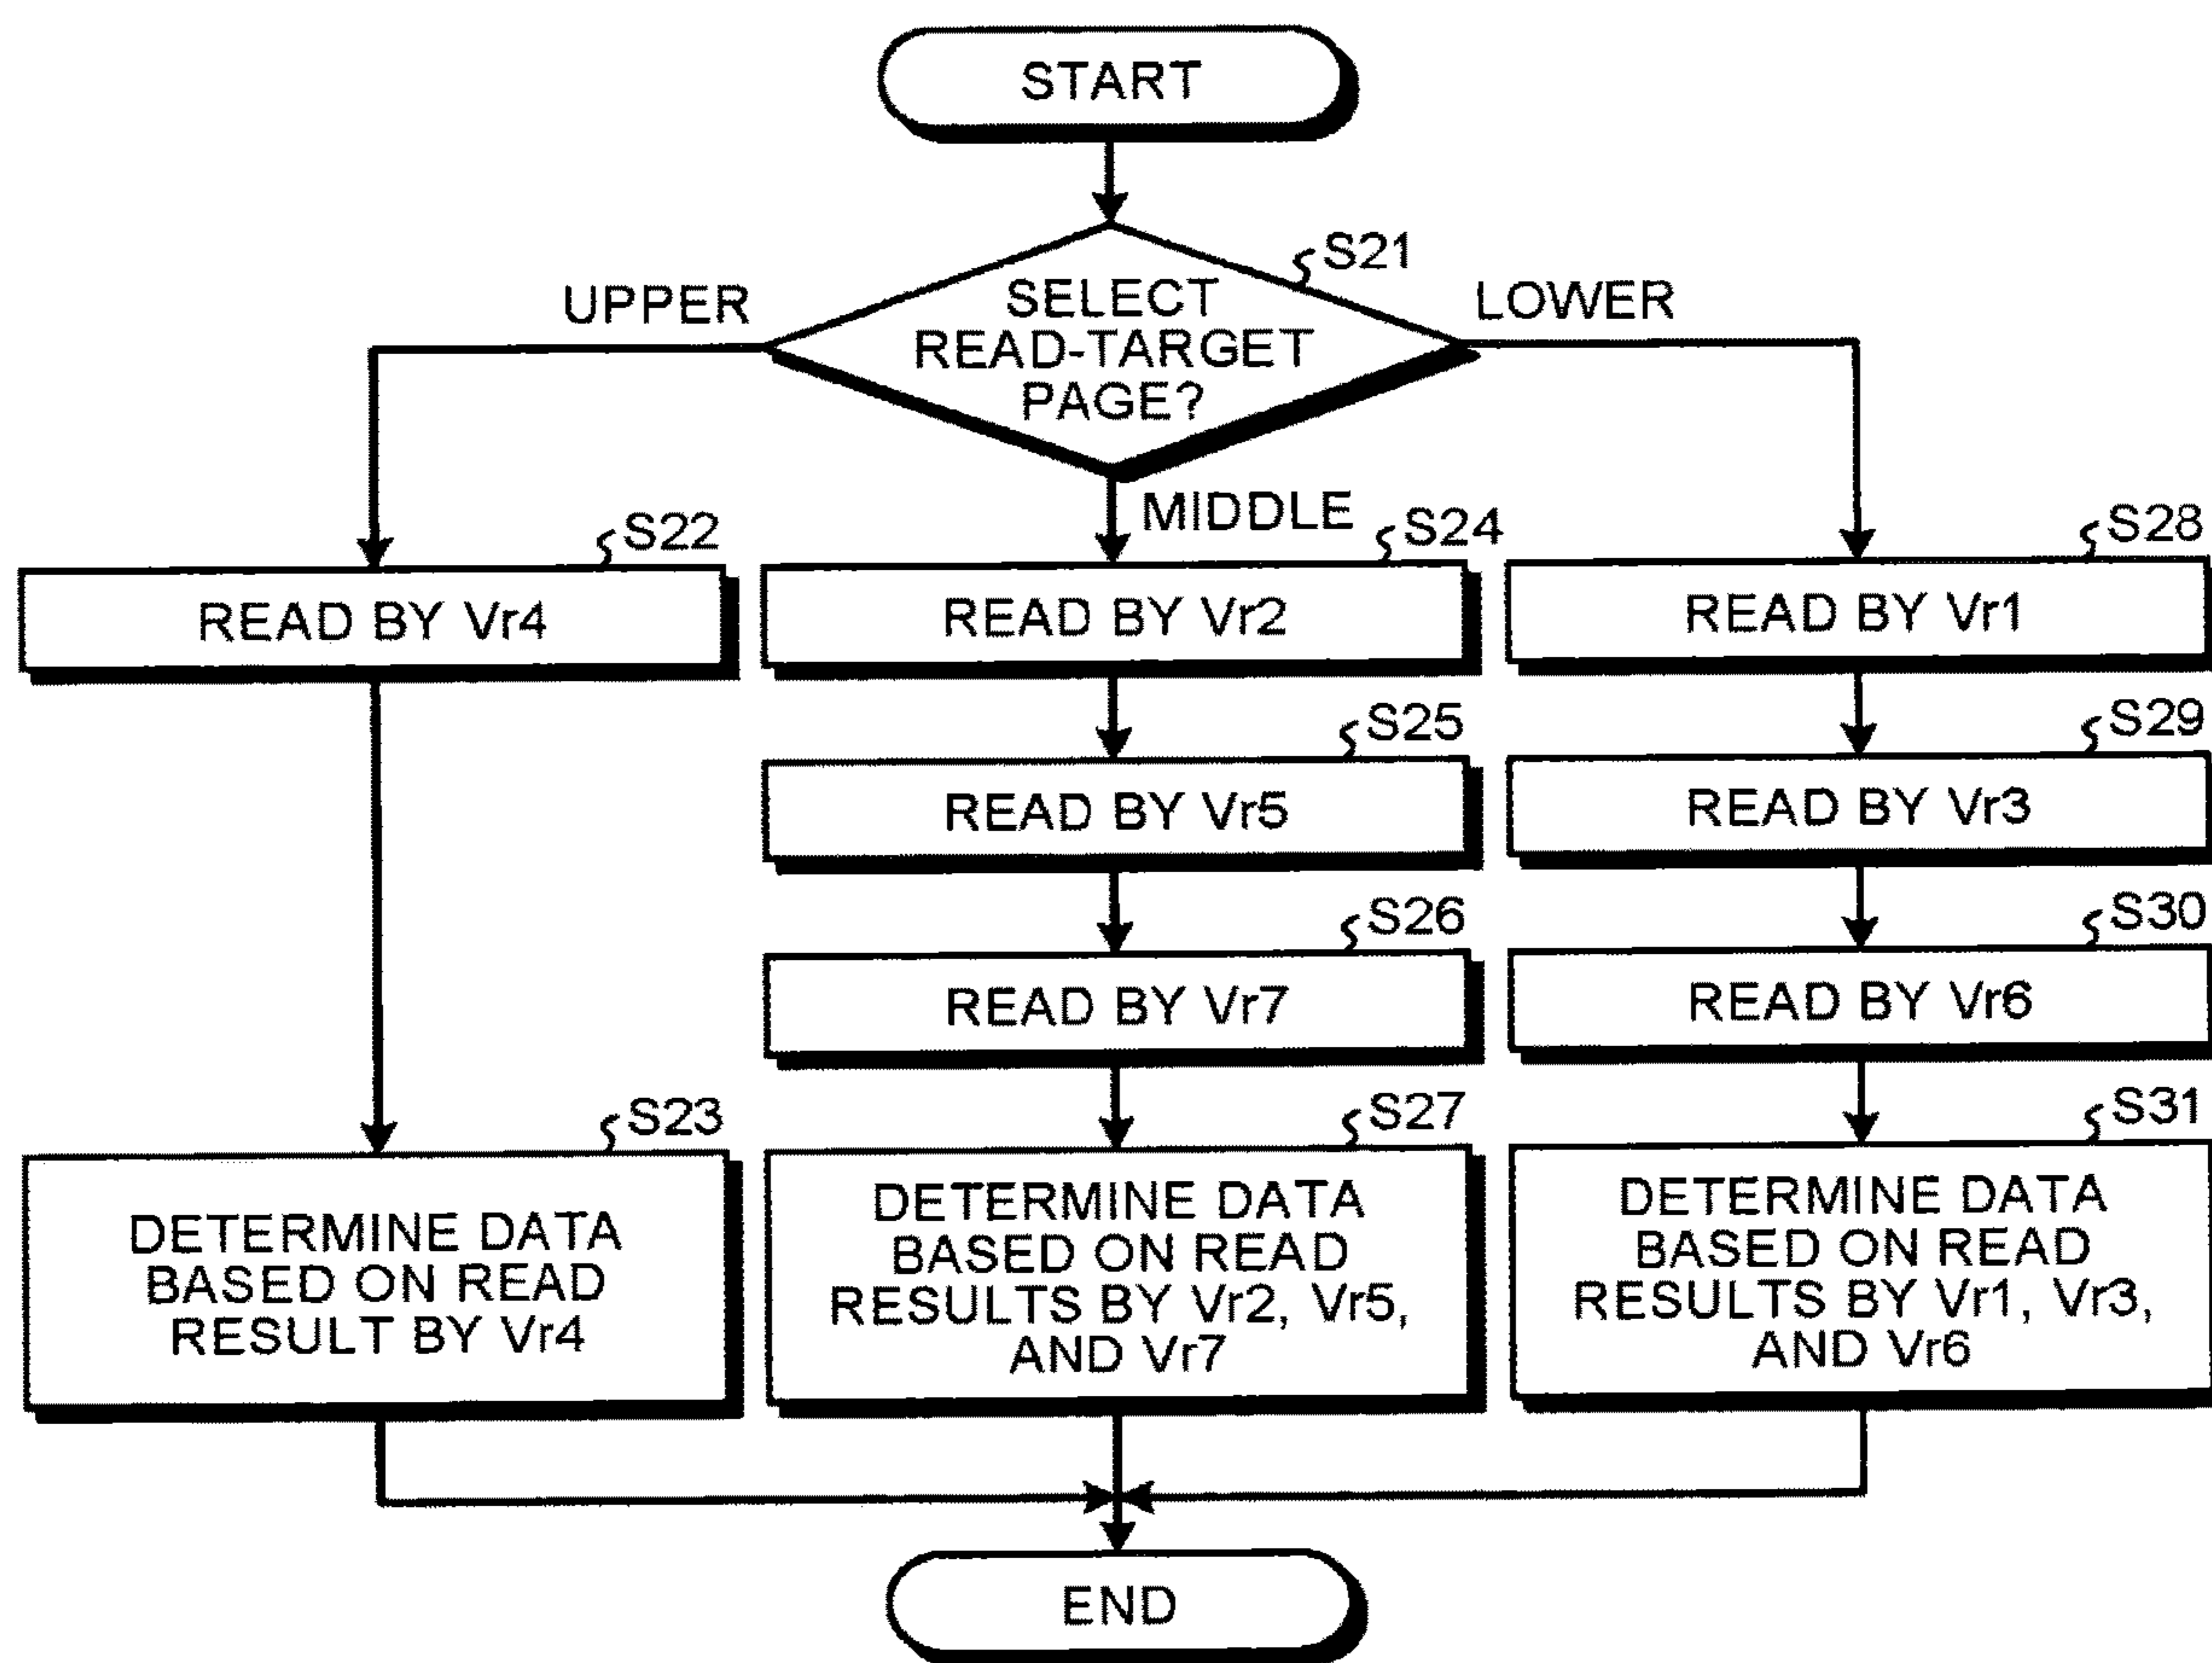 START
S21
SELECT
READ-TARGET
PAGE?
UPPER
LOWER
MIDDLE
S22
READ BY Vr4
S23
DETERMINE DATA
BASED ON READ
RESULT BY Vr4
S24
READ BY Vr2
S25
READ BY Vr5
S26
READ BY Vr7
S27
DETERMINE DATA
BASED ON READ
RESULTS BY Vr2, Vr5,
AND Vr7
S28
READ BY Vr1
S29
READ BY Vr3
S30
READ BY Vr6
S31
DETERMINE DATA
BASED ON READ
RESULTS BY Vr1, Vr3,
AND Vr6
END